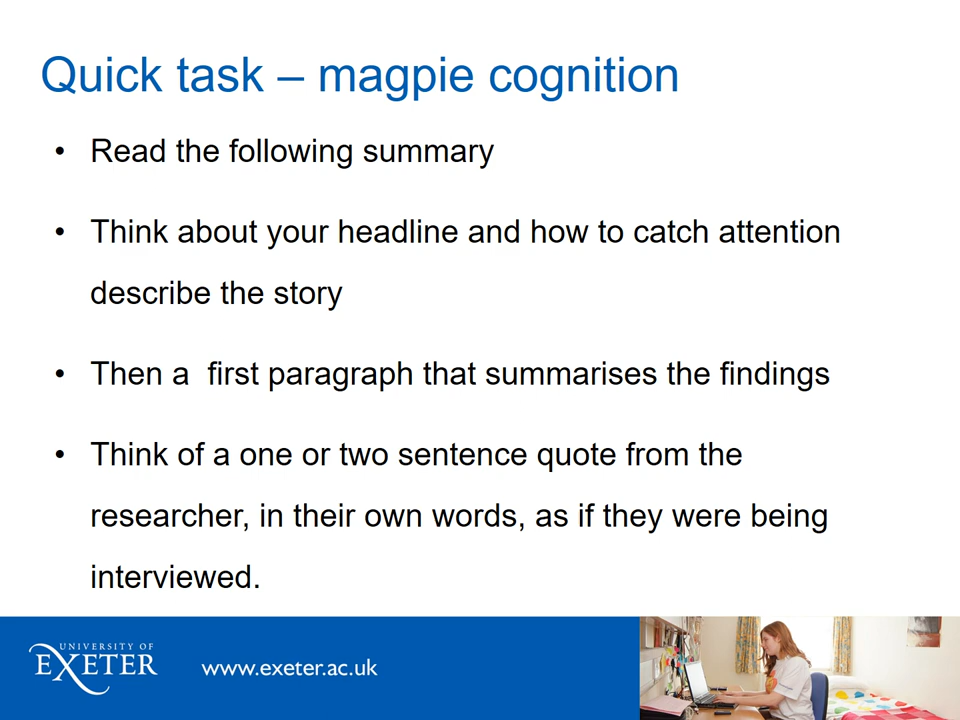 Quick task – magpie cognition
• Read the following summary
• Think about your headline and how to catch attention
describe the story
• Then a  first paragraph that summarises the findings
• Think of a one or two sentence quote from the
researcher, in their own words, as if they were being
interviewed.
UNIVERSITY OF
EXETER
www.exeter.ac.uk